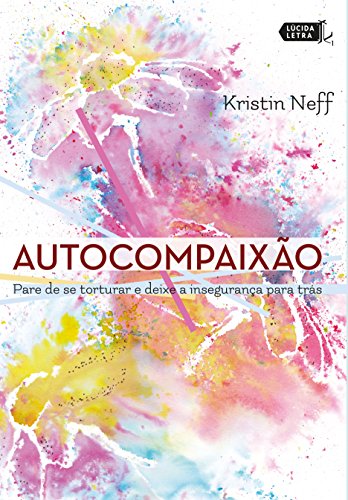 LÚCIDA
LETRA
Kristin Neff
AUTOCOMPAIXÃO
Pare de se torturar e deixe a insegurança para trás